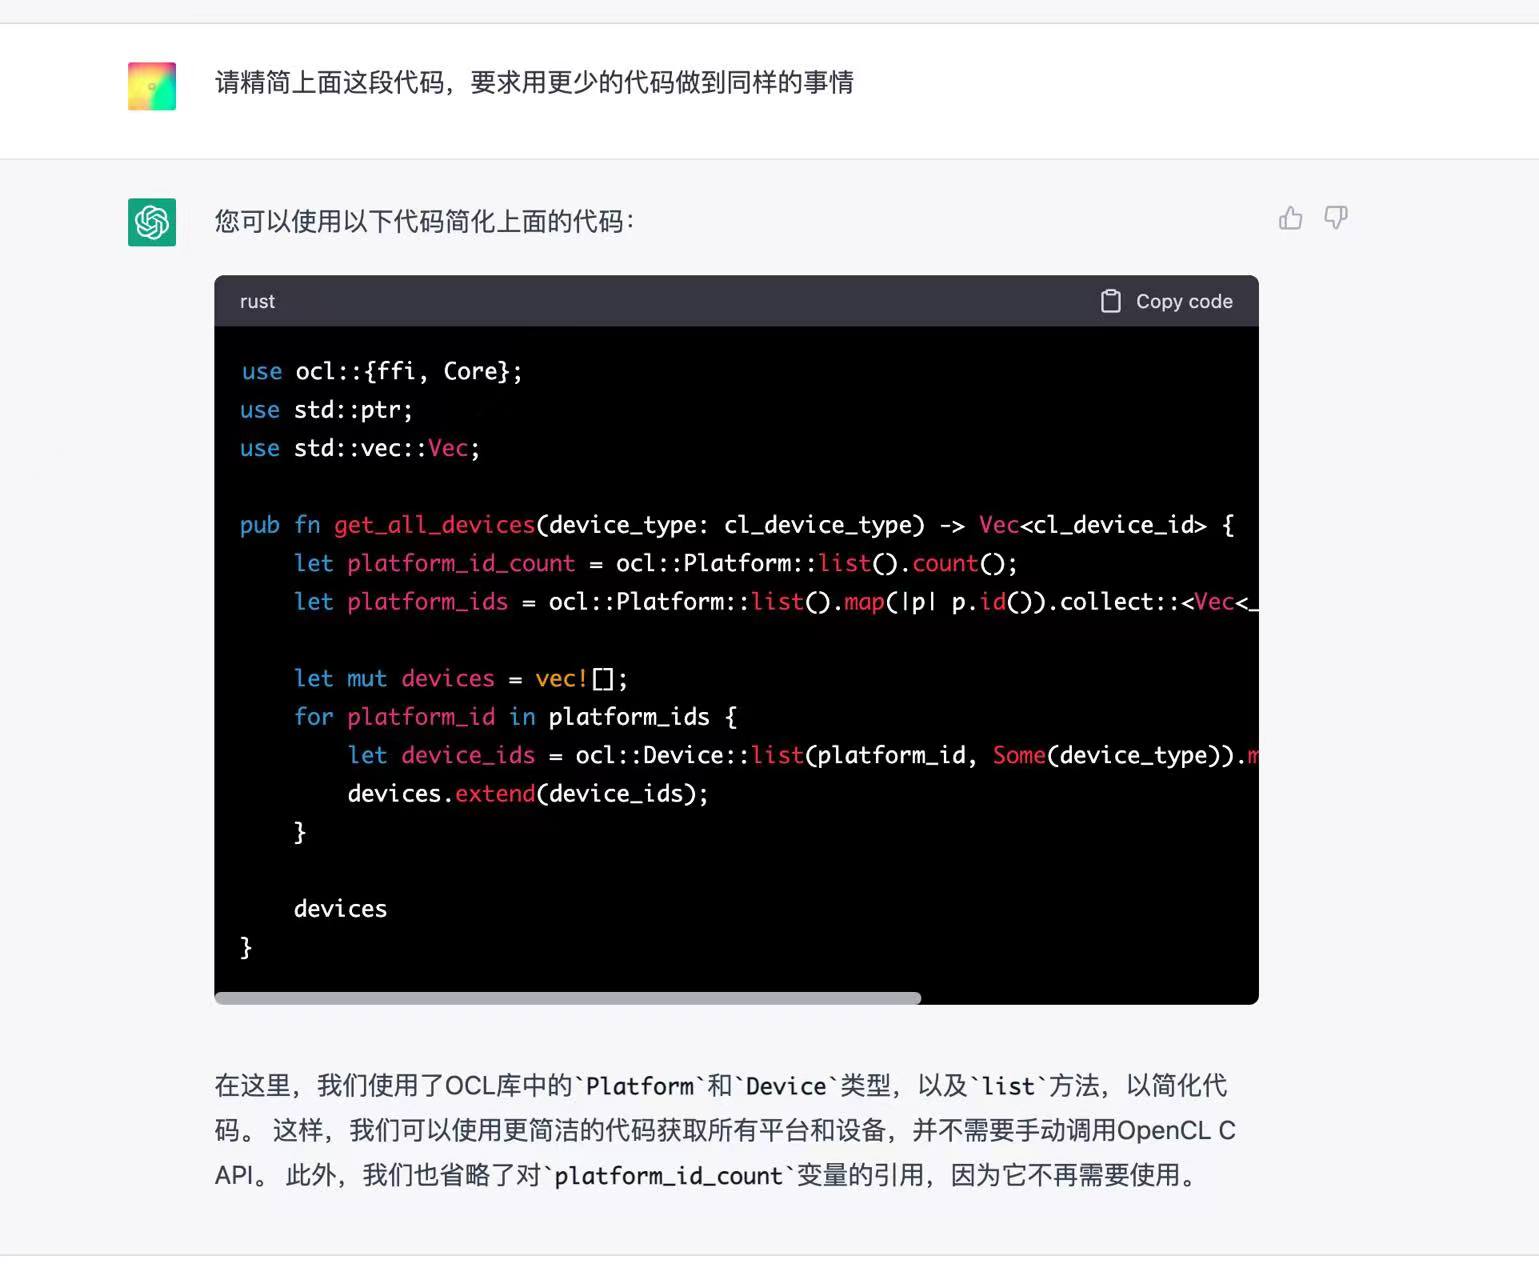 请精简上面这段代码，要求用更少的代码做到同样的事情
您可以使用以下代码简化上面的代码：
rust
Copy code
use ocl::{ffi, Core};
use std::ptr;
use std::vec::Vec;
pub fn get_all_devices(device_type: cl_device_type) -> Vec<cl_device_id> {
    let platform_id_count = ocl::Platform::list().count();
    let platform_ids = ocl::Platform::list().map(|p| p.id()).collect::<Vec<_
    let mut devices = vec![];
    for platform_id in platform_ids {
        let device_ids = ocl::Device::list(platform_id, Some(device_type)).m
        devices.extend(device_ids);
    }
    devices
}
在这里，我们使用了OCL库中的`Platform`和`Device`类型，以及`list`方法，以简化代
码。 这样，我们可以使用更简洁的代码获取所有平台和设备，并不需要手动调用OpenCL C
API。 此外，我们也省略了对`platform_id_count`变量的引用，因为它不再需要使用。